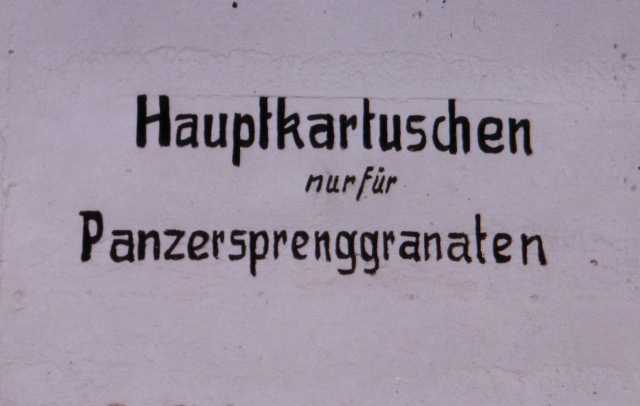 Hauptkartuschen
nur für
Panzersprenggranaten